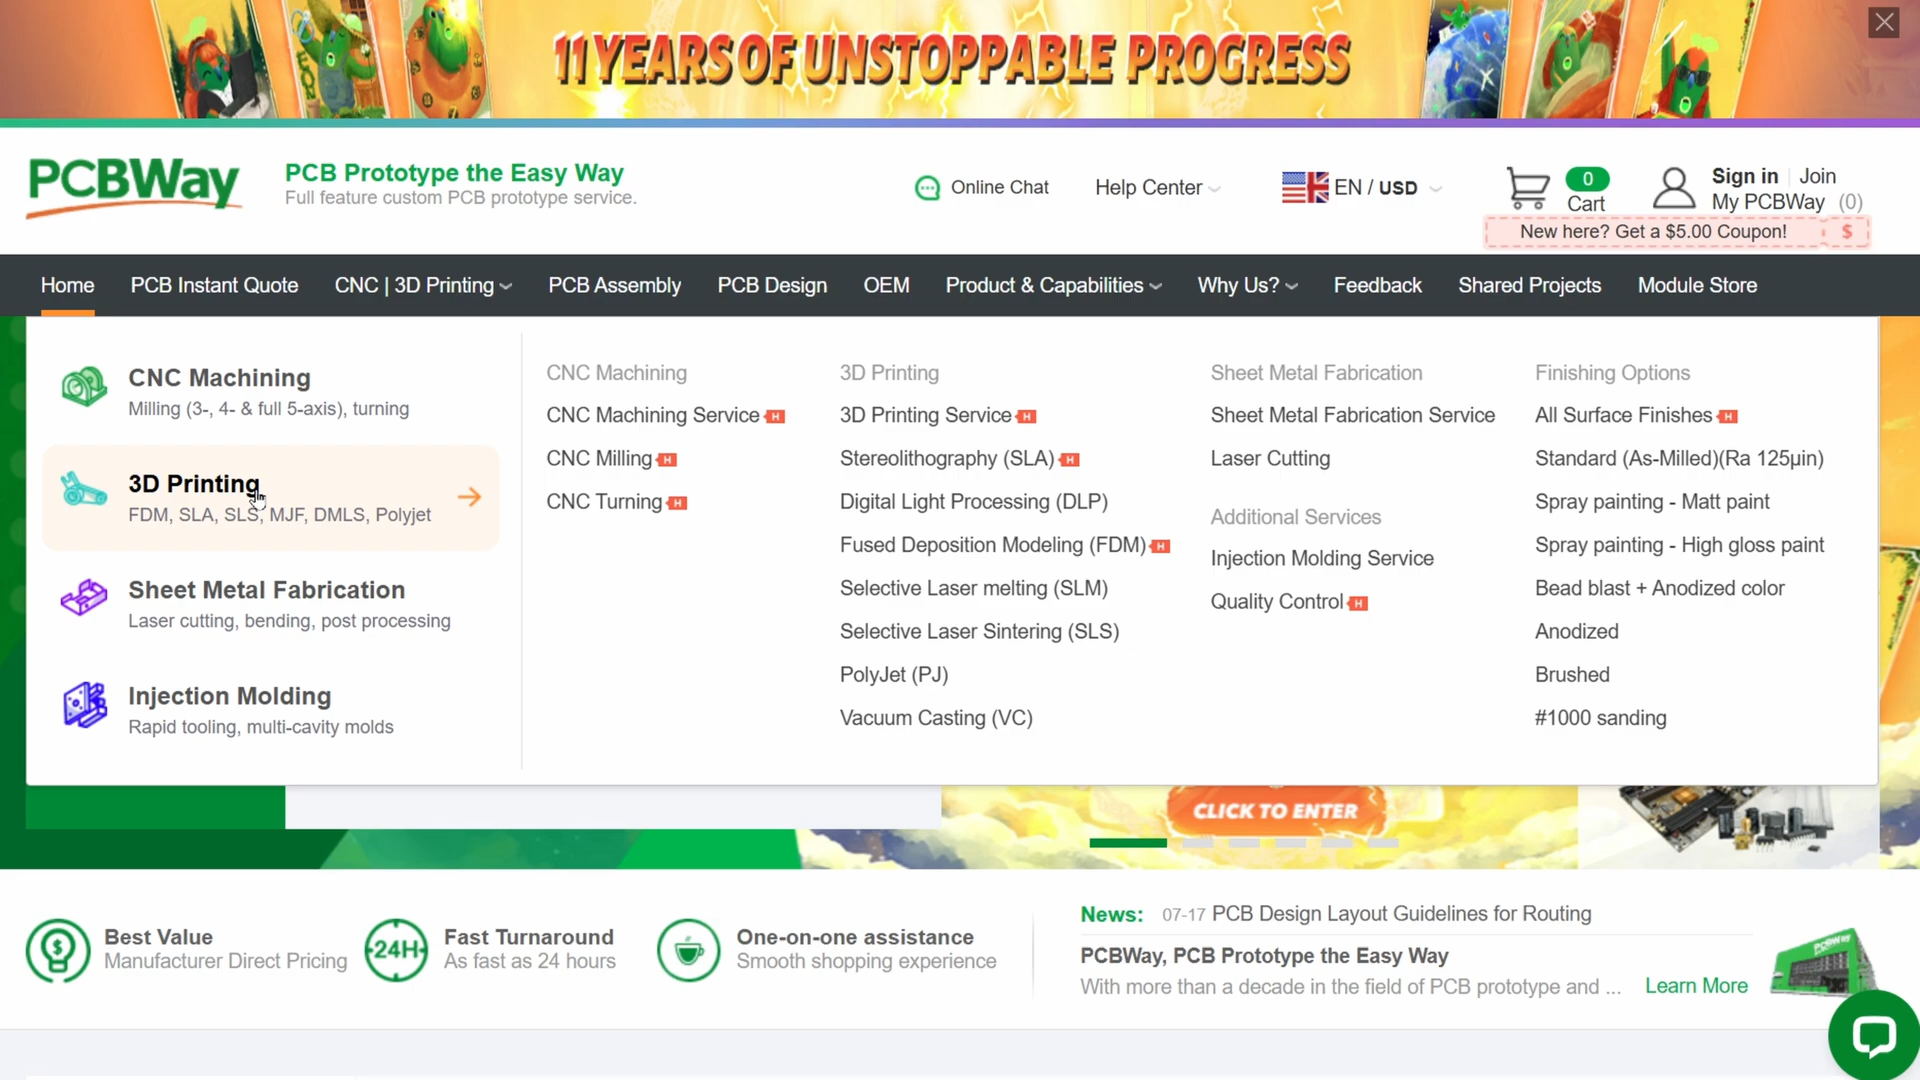 11 YEARS OF UNSTOPPABLE PROGRESS
PCBWay
PCB Prototype the Easy Way
Full feature custom PCB prototype service.
Online Chat
Help Center
EN / USD
0
Cart
Sign in
Join
My PCBWay (0)
New here? Get a $5.00 Coupon!
$
Home
PCB Instant Quote
CNC | 3D Printing
PCB Assembly
PCB Design
OEM
Product & Capabilities
Why Us?
Feedback
Shared Projects
Module Store
CNC Machining
Milling (3-, 4- & full 5-axis), turning
3D Printing
FDM, SLA, SLS, MJF, DMLS, Polyjet
Sheet Metal Fabrication
Laser cutting, bending, post processing
Injection Molding
Rapid tooling, multi-cavity molds
CNC Machining
CNC Machining Service H
CNC Milling H
CNC Turning H
3D Printing
3D Printing Service H
Stereolithography (SLA) H
Digital Light Processing (DLP)
Fused Deposition Modeling (FDM) H
Selective Laser melting (SLM)
Selective Laser Sintering (SLS)
PolyJet (PJ)
Vacuum Casting (VC)
Sheet Metal Fabrication
Sheet Metal Fabrication Service
Laser Cutting
Additional Services
Injection Molding Service
Quality Control H
Finishing Options
All Surface Finishes H
Standard (As-Milled)(Ra 125µin)
Spray painting - Matt paint
Spray painting - High gloss paint
Bead blast + Anodized color
Anodized
Brushed
#1000 sanding
CLICK TO ENTER
Best Value
Manufacturer Direct Pricing
24H
Fast Turnaround
As fast as 24 hours
One-on-one assistance
Smooth shopping experience
News: 07-17 PCB Design Layout Guidelines for Routing
PCBWay, PCB Prototype the Easy Way
With more than a decade in the field of PCB prototype and ...
Learn More
PCBWay